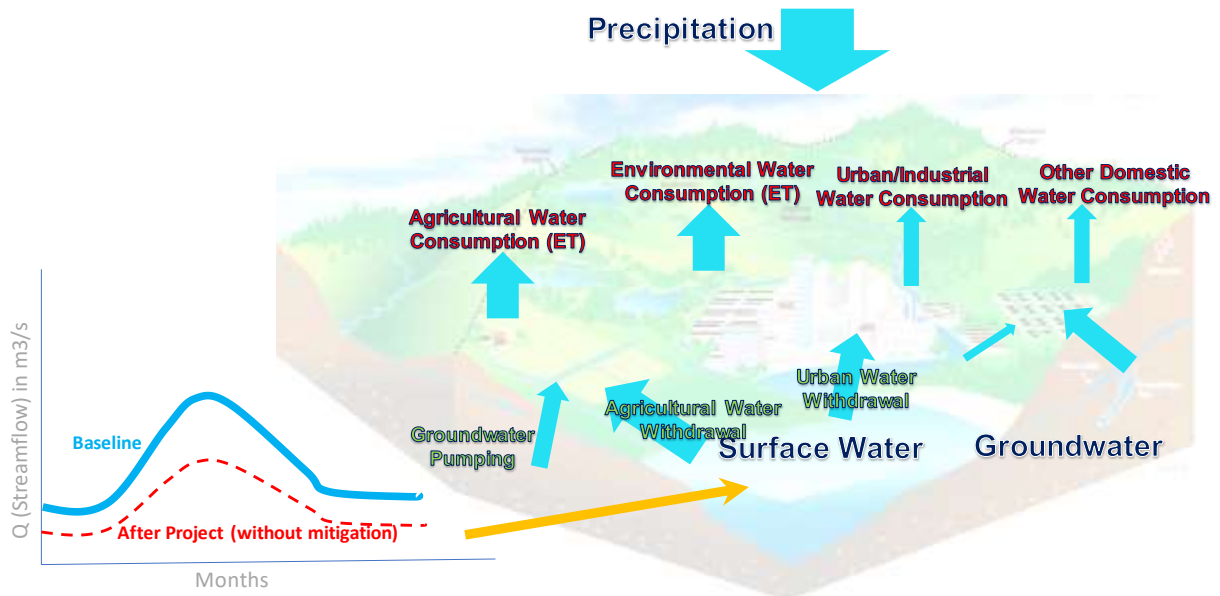 Precipitation
Environmental Water
Consumption (ET)
Urban/Industrial
Water Consumption
Other Domestic
Water Consumption
Agricultural Water
Consumption (ET)
Urban Water
Withdrawal
Agricultural Water
Withdrawal
Groundwater
Pumping
Surface Water
Groundwater
Q (Streamflow) in m3/s
Baseline
After Project (without mitigation)
Months